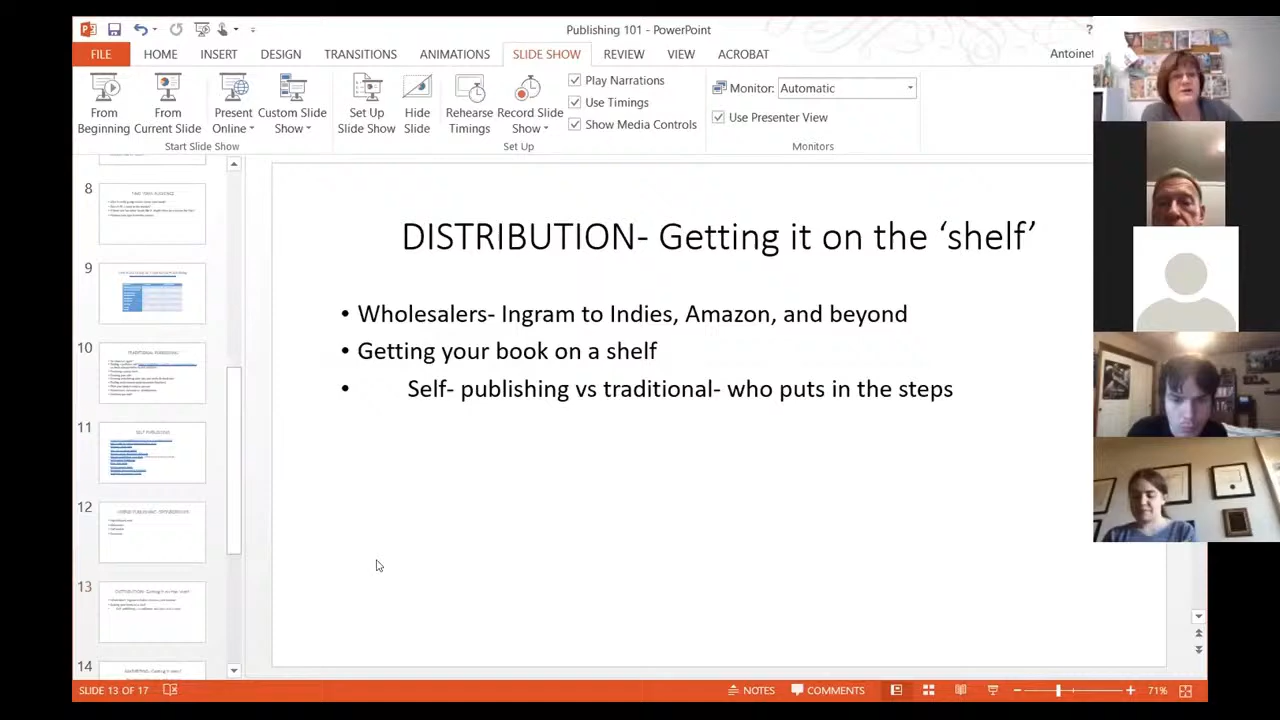 Publishing 101 - PowerPoint
?
FILE HOME INSERT DESIGN TRANSITIONS ANIMATIONS SLIDE SHOW REVIEW VIEW ACROBAT
Antoinet
From Beginning
From Current Slide
Present Online
Custom Slide Show
Start Slide Show
Set Up Slide Show
Hide Slide
Rehearse Timings
Record Slide Show
Play Narrations
Use Timings
Show Media Controls
Set Up
Monitor: Automatic
Use Presenter View
Monitors
8
9
10
11
12
13
14
DISTRIBUTION- Getting it on the ‘shelf’
• Wholesalers- Ingram to Indies, Amazon, and beyond
• Getting your book on a shelf
• Self- publishing vs traditional- who puts in the steps
SLIDE 13 OF 17
NOTES
COMMENTS
71%